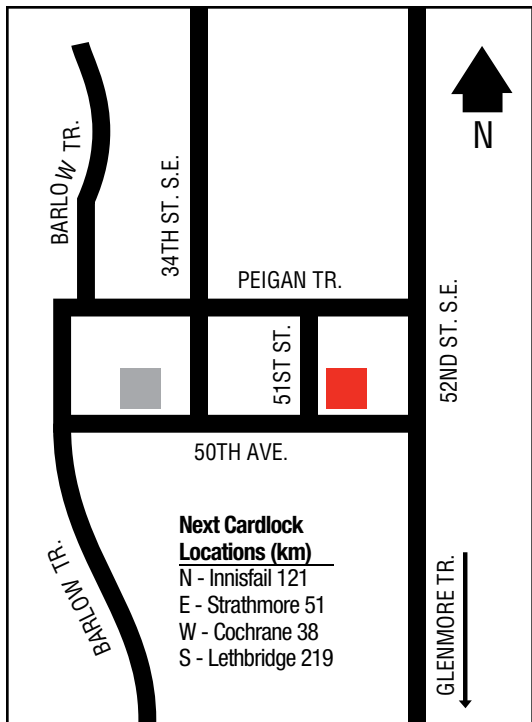 BARLOW TR.
34TH ST. S.E.
N
PEIGAN TR.
51ST ST.
52ND ST. S.E.
50TH AVE.
BARLOW TR.
Next Cardlock
Locations (km)
N - Innisfail 121
E - Strathmore 51
W - Cochrane 38
S - Lethbridge 219
GLENMORE TR.